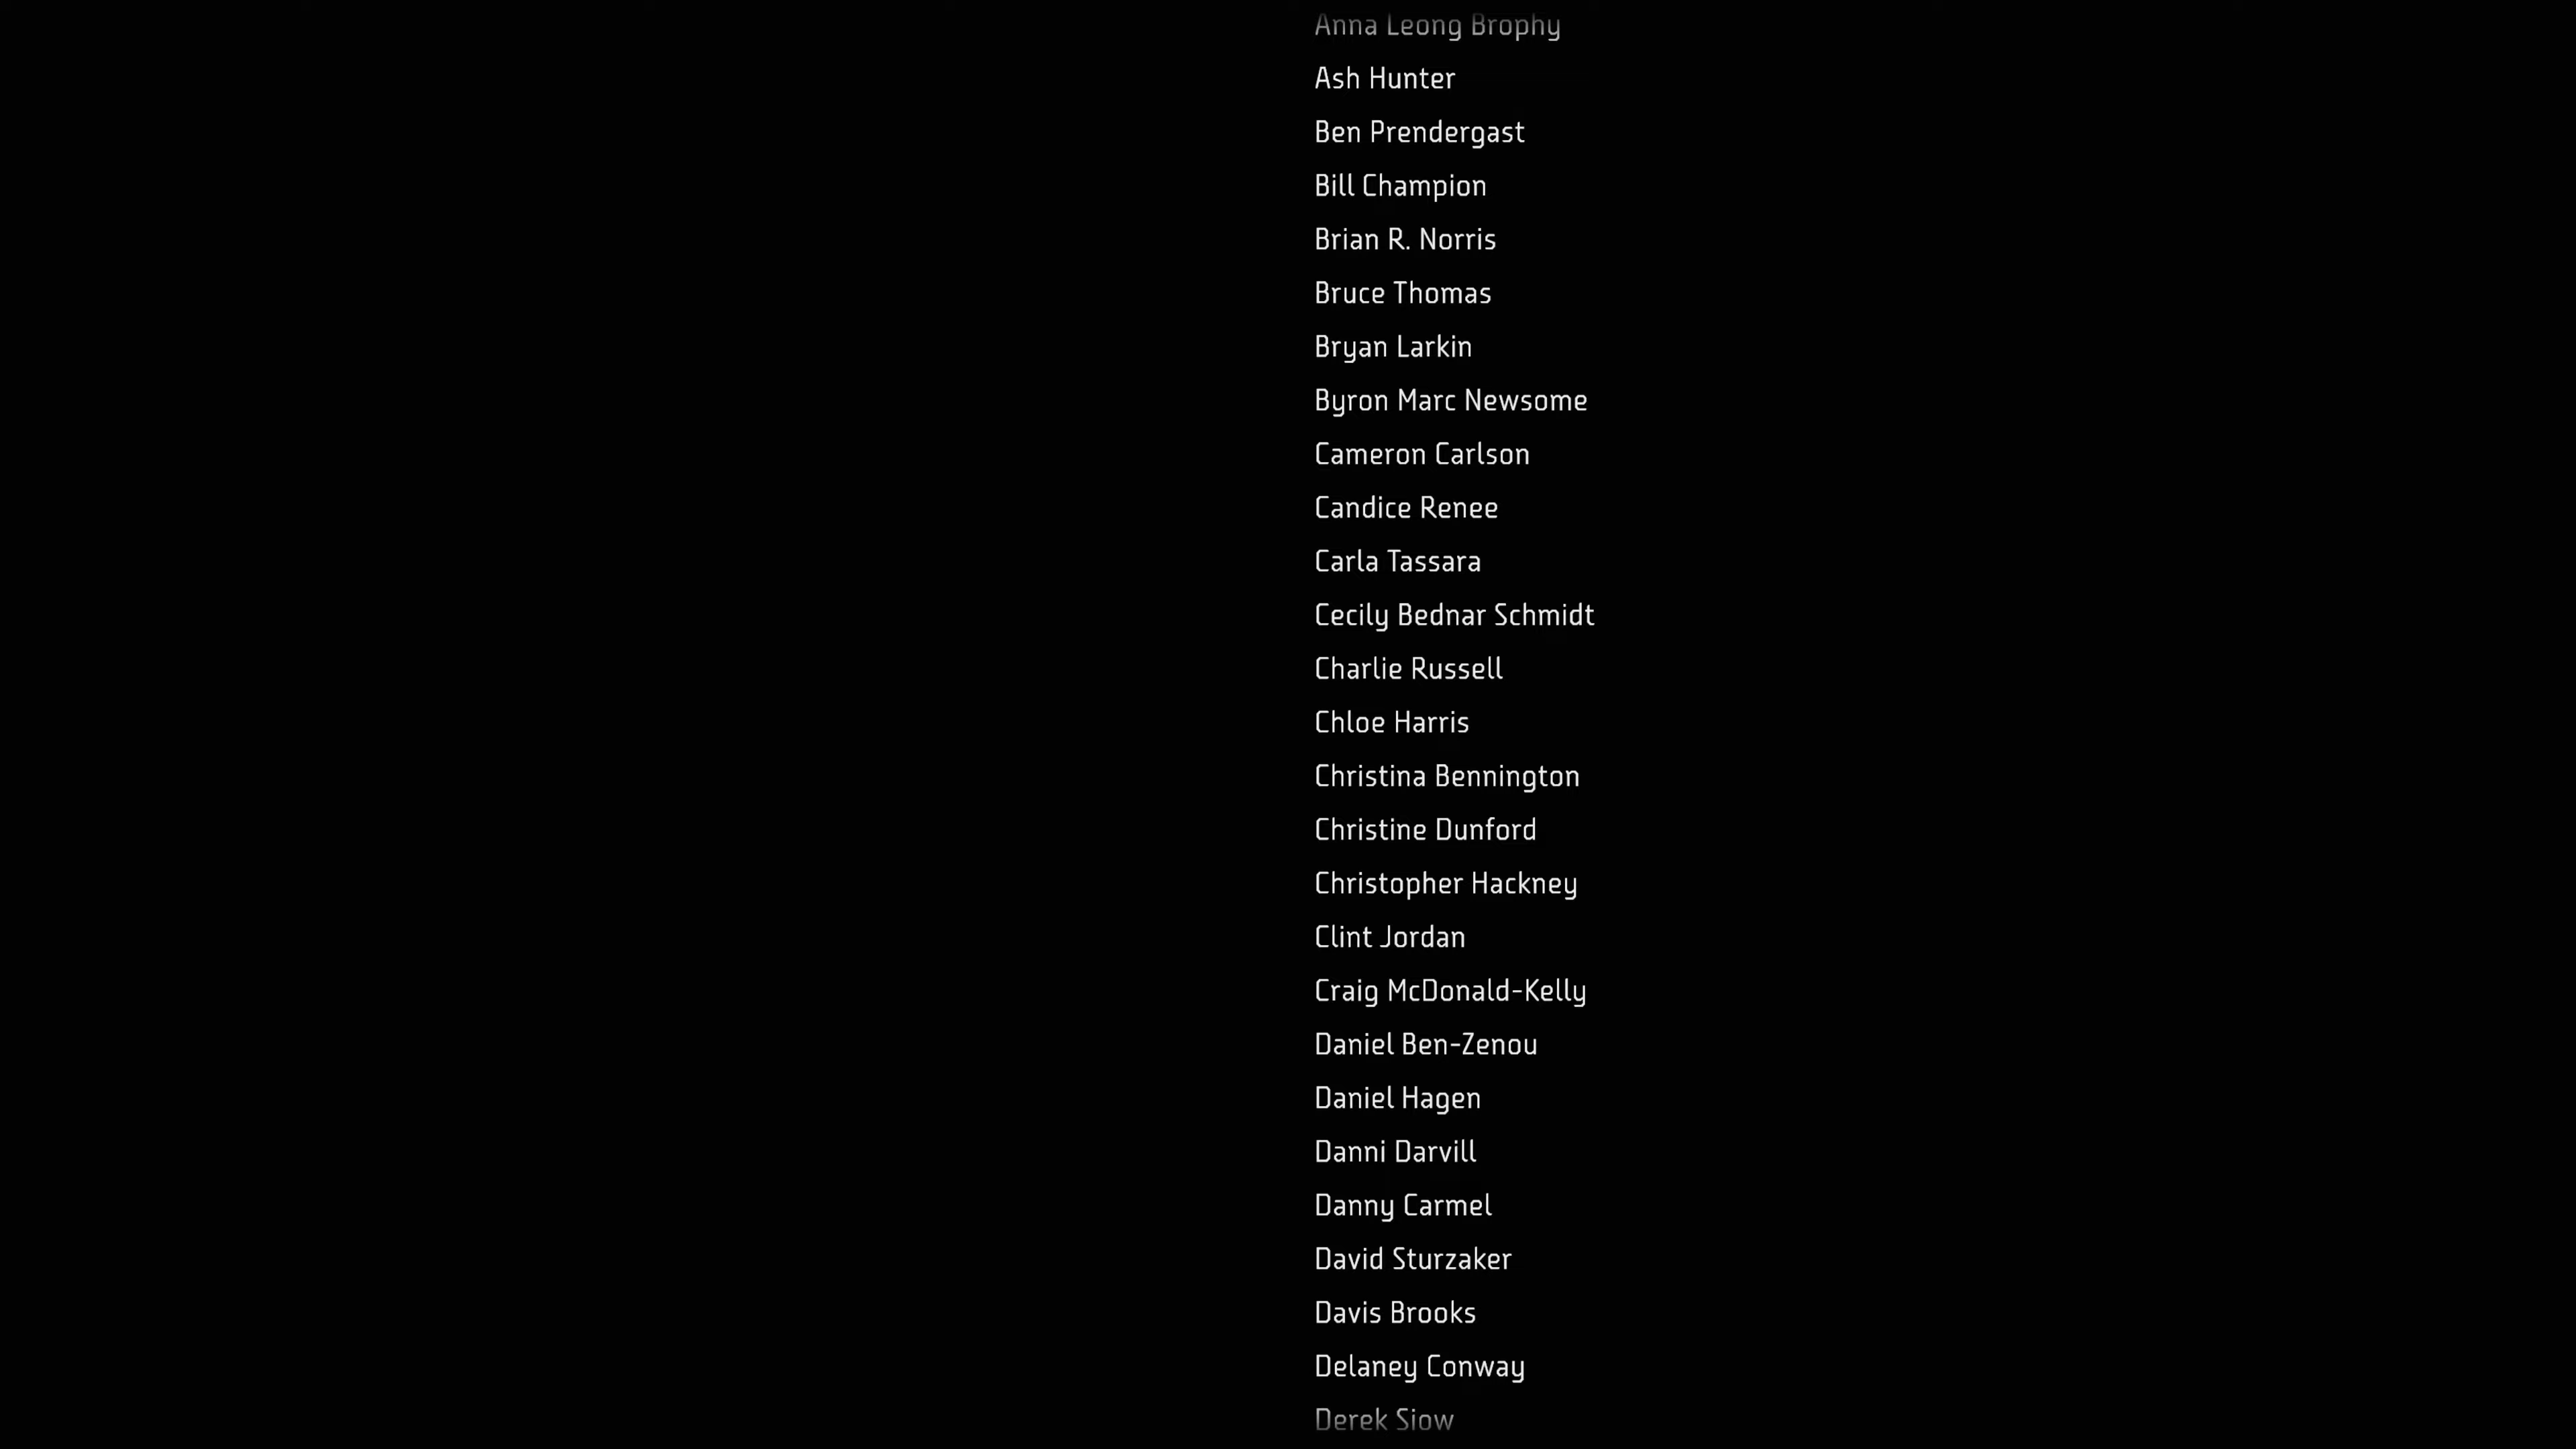 Anna Leong Brophy
Ash Hunter
Ben Prendergast
Bill Champion
Brian R. Norris
Bruce Thomas
Bryan Larkin
Byron Marc Newsome
Cameron Carlson
Candice Renee
Carla Tassara
Cecily Bednar Schmidt
Charlie Russell
Chloe Harris
Christina Bennington
Christine Dunford
Christopher Hackney
Clint Jordan
Craig McDonald-Kelly
Daniel Ben-Zenou
Daniel Hagen
Danni Darvill
Danny Carmel
David Sturzaker
Davis Brooks
Delaney Conway
Derek Siow